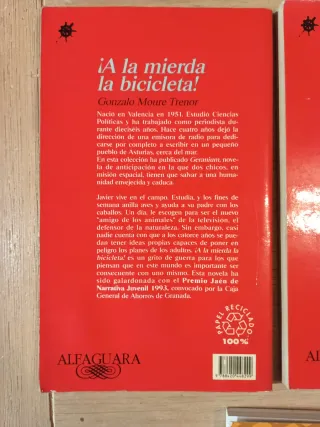 ¡A la mierda
la bicicleta!
Gonzalo Moure Trenor
Nació en Valencia en 1951. Estudió Ciencias
Políticas y ha trabajado como periodista du-
rante dieciséis años. Hace cuatro años dejó la
dirección de una emisora de radio para dedi-
carse por completo a escribir en un pequeño
pueblo de Asturias, cerca del mar.
En esta colección ha publicado Geranium, nove-
la de anticipación en la que dos chicos, en
misión espacial, tienen que salvar a una huma-
nidad envejecida y caduca.
Javier vive en el campo. Estudia, y los fines de
semana anilla aves y ayuda a su padre con los
caballos. Un día, le escogen para ser el nuevo
"amigo de los animales" de la televisión, el
defensor de la naturaleza. Sin embargo, casi
nadie cuenta con que a los catorce años se pue-
dan tener ideas propias capaces de poner en
peligro los planes de los adultos. ¡A la mierda la
bicicleta! es un grito de guerra para los que
piensan que en este mundo es importante ser
consecuente con uno mismo. Esta novela ha
sido galardonada con el Premio Jaén de
Narrativa Juvenil 1993, convocado por la Caja
General de Ahorros de Granada.
PAPEL RECICLADO
100%
ALFAGUARA